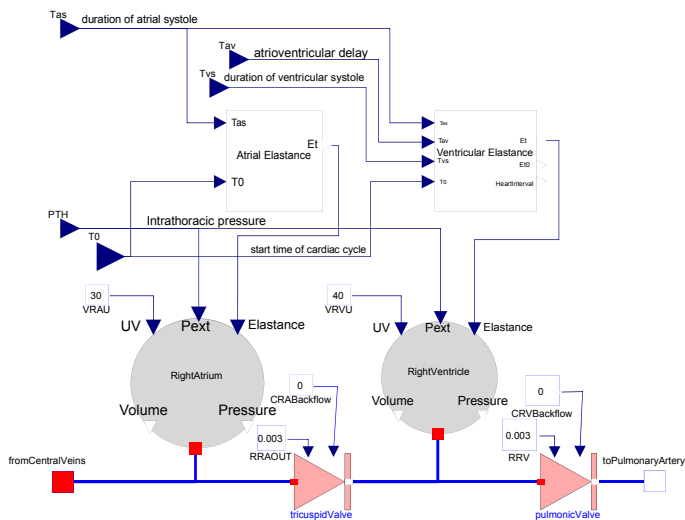 Tas
duration of atrial systole
Tav
atrioventricular delay
Tvs
duration of ventricular systole
Tas
Et
Atrial Elastance
T0
Tas
Tav
Et
Ventricular Elastance
Tvs
Et0
T0
HeartInterval
PTH
Intrathoracic pressure
T0
start time of cardiac cycle
30
VRAU
UV
Pext
Elastance
RightAtrium
Volume
Pressure
40
VRVU
UV
Pext
Elastance
RightVentricle
Volume
Pressure
0
CRABackflow
0
CRVBackflow
0.003
RRAOUT
0.003
RRV
fromCentralVeins
toPulmonaryArtery
tricuspidValve
pulmonicValve